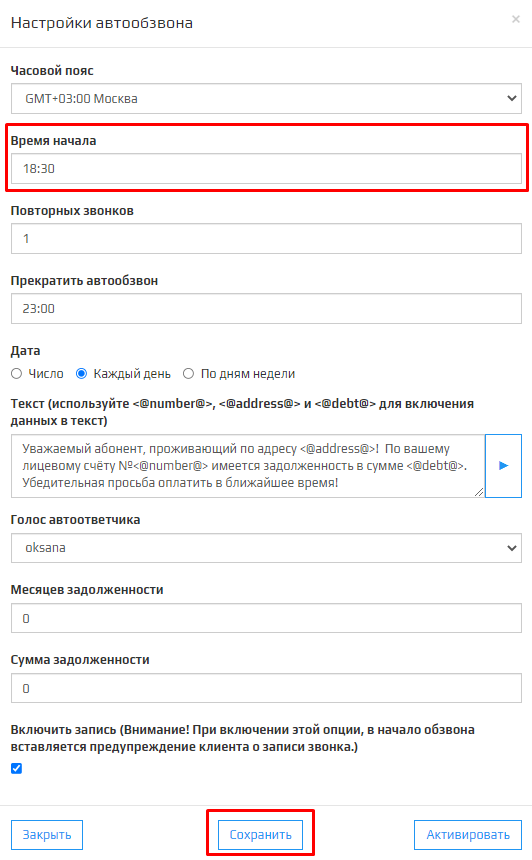 Настройки автообзвона
×
Часовой пояс
GMT+03:00 Москва
Время начала
18:30
Повторных звонков
1
Прекратить автообзвон
23:00
Дата
Число Каждый день По дням недели
Текст (используйте <@number@>, <@address@> и <@debt@> для включения
данных в текст)
Уважаемый абонент, проживающий по адресу <@address@>! По вашему
лицевому счёту №<@number@> имеется задолженность в сумме <@debt@>.
Убедительная просьба оплатить в ближайшее время!
Голос автоответчика
oksana
Месяцев задолженности
0
Сумма задолженности
0
Включить запись (Внимание! При включении этой опции, в начало обзвона
вставляется предупреждение клиента о записи звонка.)
Закрыть Сохранить Активировать